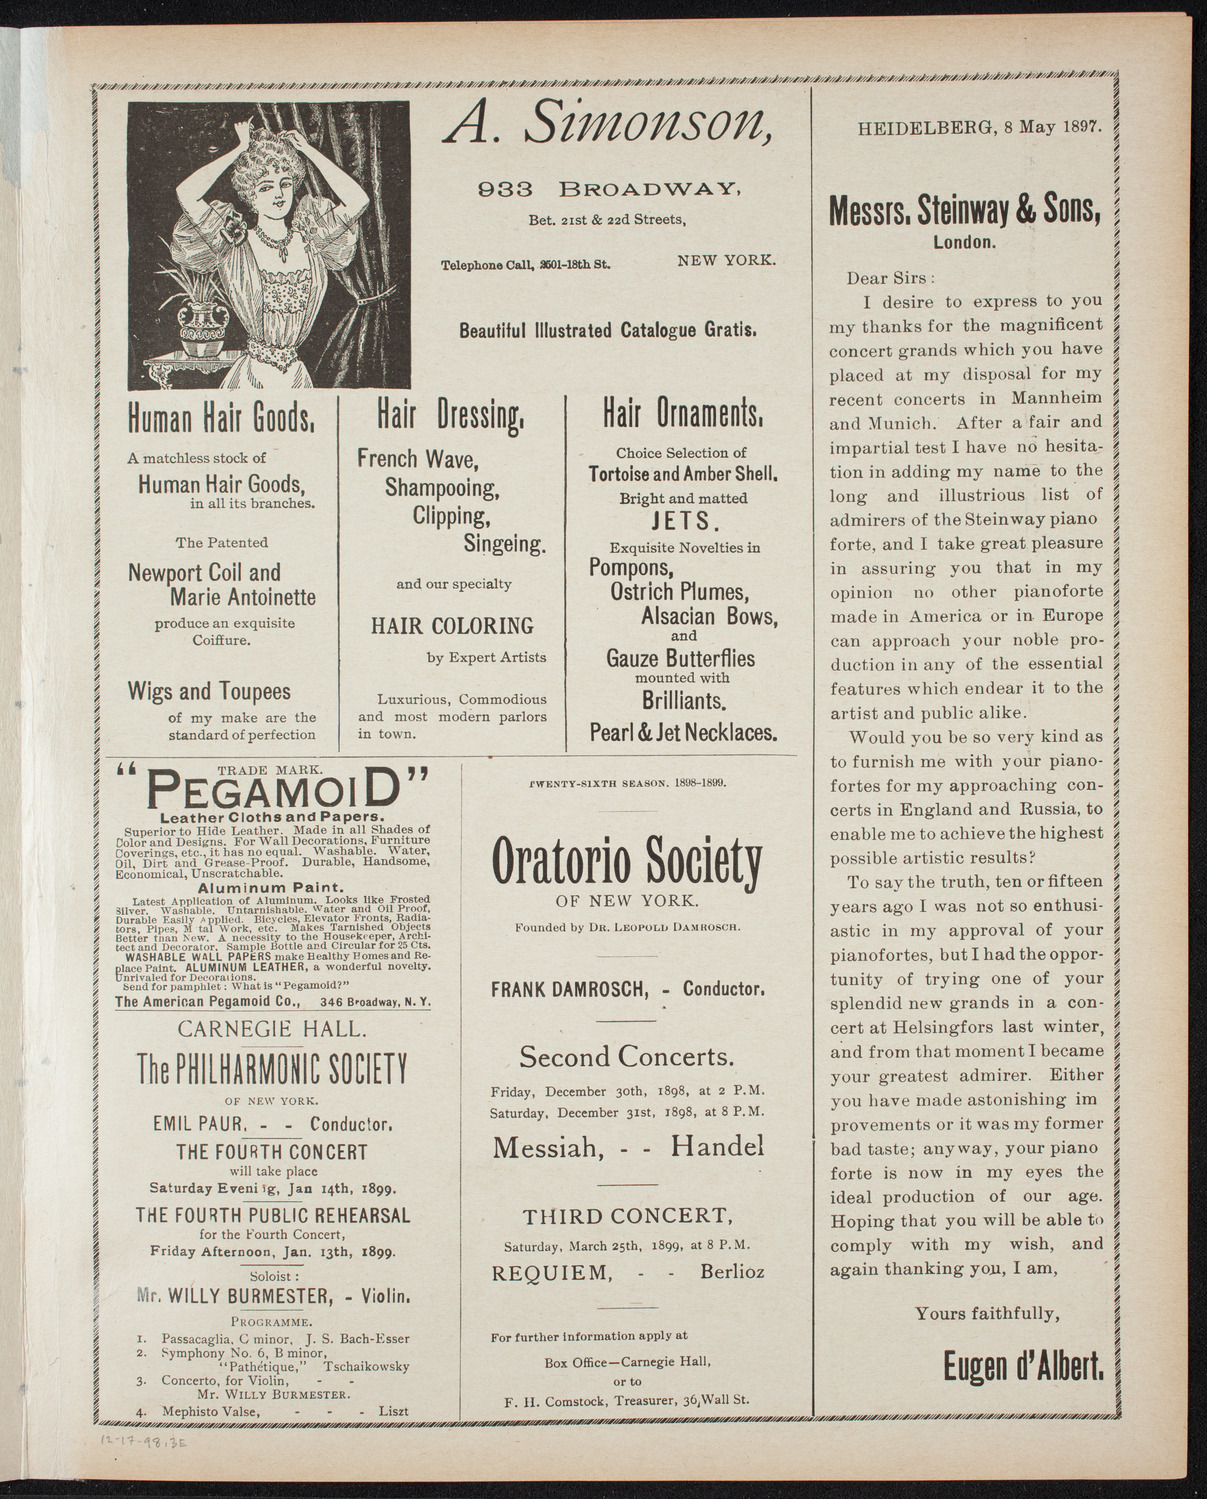 A. Simonson,
933 BROADWAY,
Bet. 21st & 22d Streets,
Telephone Call, 2501-18th St. NEW YORK.
Beautiful Illustrated Catalogue Gratis.
Human Hair Goods,
A matchless stock of
Human Hair Goods,
in all its branches.
The Patented
Newport Coil and
Marie Antoinette
produce an exquisite
Coiffure.
Wigs and Toupees
of my make are the
standard of perfection
Hair Dressing,
French Wave,
Shampooing,
Clipping,
Singeing.
and our specialty
HAIR COLORING
by Expert Artists
Luxurious, Commodious
and most modern parlors
in town.
Hair Ornaments,
Choice Selection of
Tortoise and Amber Shell.
Bright and matted
JETS.
Exquisite Novelties in
Pompons,
Ostrich Plumes,
Alsacian Bows,
and
Gauze Butterflies
mounted with
Brilliants.
Pearl & Jet Necklaces.
TRADE MARK.
"PEGAMOID"
Leather Cloths and Papers.
Superior to Hide Leather. Made in all Shades of
Color and Designs. For Wall Decorations, Furniture
Coverings, etc., it has no equal. Washable. Water,
Oil, Dirt and Grease-Proof. Durable, Handsome,
Economical, Unscratchable.
Aluminum Paint.
Latest Application of Aluminum. Looks like Frosted
Silver. Washable. Untarnishable. Water and Oil Proof,
Durable Easily Applied. Bicycles, Elevator Fronts, Radia-
tors, Pipes, M tal Work, etc. Makes Tarnished Objects
Better than New. A necessity to the Housekeeper, Archi-
tect and Decorator. Sample Bottle and Circular for 25 Cts.
WASHABLE WALL PAPERS make Healthy Homes and Re-
place Paint. ALUMINUM LEATHER, a wonderful novelty.
Unrivaled for Decorations.
Send for pamphlet: What is "Pegamoid?"
The American Pegamoid Co., 346 Broadway, N. Y.
CARNEGIE HALL.
The PHILHARMONIC SOCIETY
OF NEW YORK.
EMIL PAUR, - - Conductor.
THE FOURTH CONCERT
will take place
Saturday Eveni g, Jan 14th, 1899.
THE FOURTH PUBLIC REHEARSAL
for the Fourth Concert,
Friday Afternoon, Jan. 13th, 1899.
Soloist:
Mr. WILLY BURMESTER, - Violin.
PROGRAMME.
1. Passacaglia, C minor, J. S. Bach-Esser
2. Symphony No. 6, B minor,
"Pathétique," Tschaikowsky
3. Concerto, for Violin, - -
Mr. WILLY BURMESTER.
4. Mephisto Valse, - - - Liszt
TWENTY-SIXTH SEASON. 1898-1899.
Oratorio Society
OF NEW YORK.
Founded by DR. LEOPOLD DAMROSCH.
FRANK DAMROSCH, - Conductor.
Second Concerts.
Friday, December 30th, 1898, at 2 P.M.
Saturday, December 31st, 1898, at 8 P.M.
Messiah, - - Handel
THIRD CONCERT,
Saturday, March 25th, 1899, at 8 P.M.
REQUIEM, - - Berlioz
For further information apply at
Box Office—Carnegie Hall,
or to
F. H. Comstock, Treasurer, 36, Wall St.
HEIDELBERG, 8 May 1897.
Messrs. Steinway & Sons,
London.
Dear Sirs:
I desire to express to you
my thanks for the magnificent
concert grands which you have
placed at my disposal for my
recent concerts in Mannheim
and Munich. After a fair and
impartial test I have no hesita-
tion in adding my name to the
long and illustrious list of
admirers of the Steinway piano
forte, and I take great pleasure
in assuring you that in my
opinion no other pianoforte
made in America or in Europe
can approach your noble pro-
duction in any of the essential
features which endear it to the
artist and public alike.
Would you be so very kind as
to furnish me with your piano-
fortes for my approaching con-
certs in England and Russia, to
enable me to achieve the highest
possible artistic results?
To say the truth, ten or fifteen
years ago I was not so enthusi-
astic in my approval of your
pianofortes, but I had the oppor-
tunity of trying one of your
splendid new grands in a con-
cert at Helsingfors last winter,
and from that moment I became
your greatest admirer. Either
you have made astonishing im
provements or it was my former
bad taste; anyway, your piano
forte is now in my eyes the
ideal production of our age.
Hoping that you will be able to
comply with my wish, and
again thanking you, I am,
Yours faithfully,
Eugen d'Albert.
12-17-98,3E